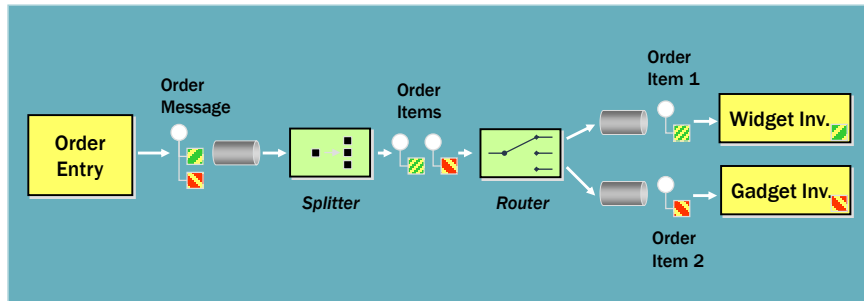 Order
Entry
Order
Message
Splitter
Order
Items
Router
Order
Item 1
Widget Inv.
Gadget Inv.
Order
Item 2